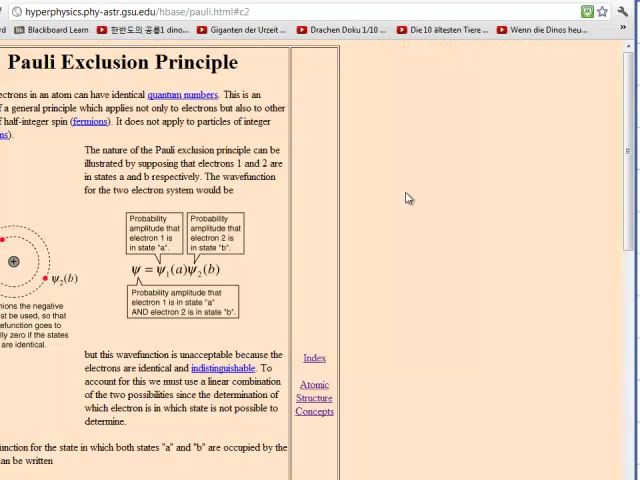 hyperphysics.phy-astr.gsu.edu/hbase/pauli.html#c2
Blackboard Learn 한반도의 공룡1 dino... Giganten der Urzeit ... Drachen Doku 1/10 ... Die 10 ältesten Tiere ... Wenn die Dinos heu...
Pauli Exclusion Principle
ectrons in an atom can have identical quantum numbers. This is an
f a general principle which applies not only to electrons but also to other
f half-integer spin (fermions). It does not apply to particles of integer
ns).
The nature of the Pauli exclusion principle can be
illustrated by supposing that electrons 1 and 2 are
in states a and b respectively. The wavefunction
for the two electron system would be
Probability
amplitude that
electron 1 is
in state "a".
Probability
amplitude that
electron 2 is
in state "b".
ψ = ψ₁(a)ψ₂(b)
Probability amplitude that
electron 1 is in state "a"
AND electron 2 is in state "b".
ψ₂(b)
nions the negative
st be used, so that
efunction goes to
lly zero if the states
are identical.
but this wavefunction is unacceptable because the
electrons are identical and indistinguishable. To
account for this we must use a linear combination
of the two possibilities since the determination of
which electron is in which state is not possible to
determine.
Index
Atomic
Structure
Concepts
unction for the state in which both states "a" and "b" are occupied by the
an be written